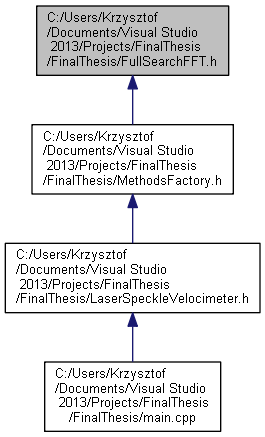 C:/Users/Krzysztof
/Documents/Visual Studio
2013/Projects/FinalThesis
/FinalThesis/FullSearchFFT.h
C:/Users/Krzysztof
/Documents/Visual Studio
2013/Projects/FinalThesis
/FinalThesis/MethodsFactory.h
C:/Users/Krzysztof
/Documents/Visual Studio
2013/Projects/FinalThesis
/FinalThesis/LaserSpeckleVelocimeter.h
C:/Users/Krzysztof
/Documents/Visual Studio
2013/Projects/FinalThesis
/FinalThesis/main.cpp